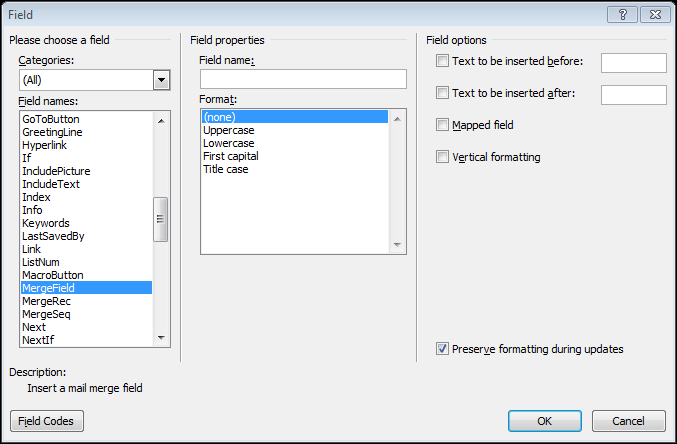 Field
Please choose a field
Categories:
(All)
Field names:
GoToButton
GreetingLine
Hyperlink
If
IncludePicture
IncludeText
Index
Info
Keywords
LastSavedBy
Link
ListNum
MacroButton
MergeField
MergeRec
MergeSeq
Next
NextIf
Field properties
Field name:
Format:
(none)
Uppercase
Lowercase
First capital
Title case
Field options
Text to be inserted before:
Text to be inserted after:
Mapped field
Vertical formatting
Preserve formatting during updates
Description:
Insert a mail merge field
Field Codes
OK
Cancel